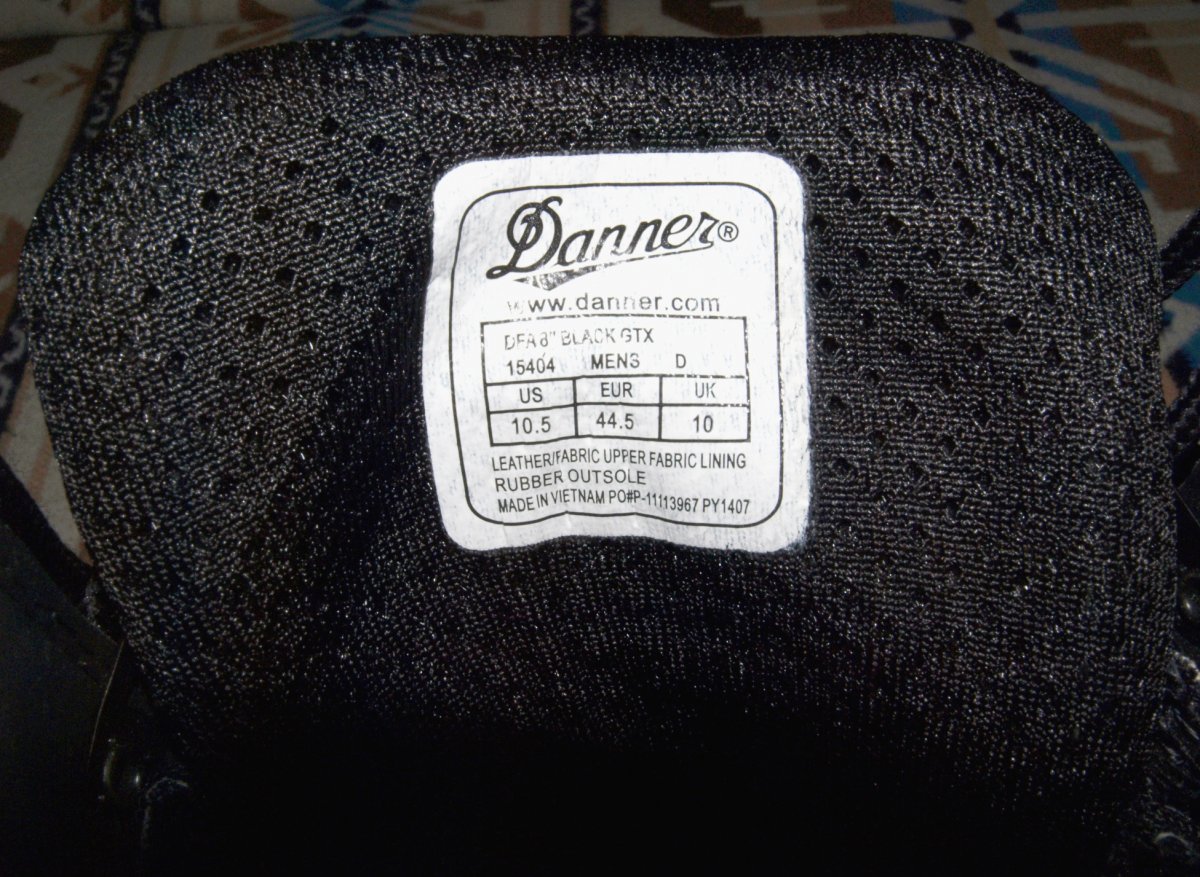 Danner®
www.danner.com
DFA 8" BLACK GTX
15404 MENS D
US EUR UK
10.5 44.5 10
LEATHER/FABRIC UPPER FABRIC LINING
RUBBER OUTSOLE
MADE IN VIETNAM PO#P-11113967 PY1407